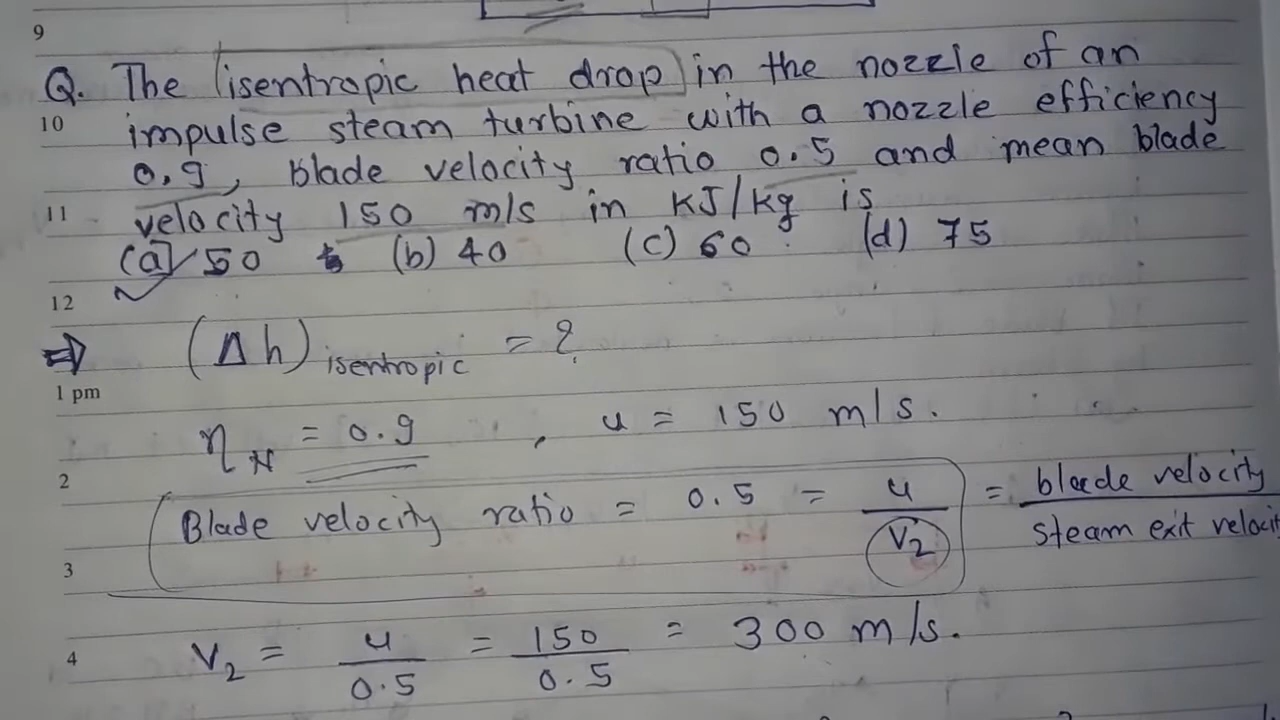 9
Q. The isentropic heat drop in the nozzle of an
10 impulse steam turbine with a nozzle efficiency
0.9, blade velocity ratio 0.5 and mean blade
11 velocity 150 m/s in KJ/kg is
(a) 50 (b) 40 (c) 60 (d) 75
12
⇒ (Δh) isentropic = ?
1 pm
η_N = 0.9 , u = 150 m/s.
2
Blade velocity ratio = 0.5 = u/V2 = blade velocity/steam exit velocit
3
4 V2 = u/0.5 = 150/0.5 = 300 m/s.